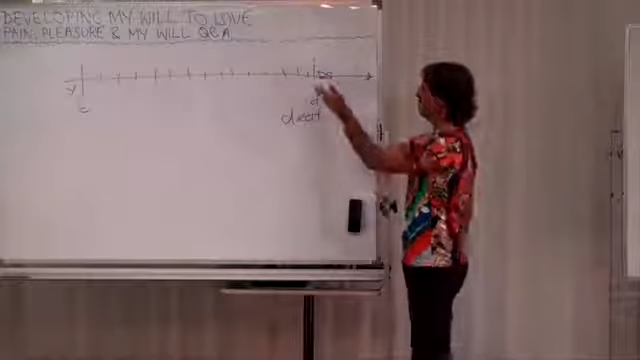 DEVELOPING MY WILL TO LOVE
PAIN, PLEASURE & MY WILL Q&A
y
c
d